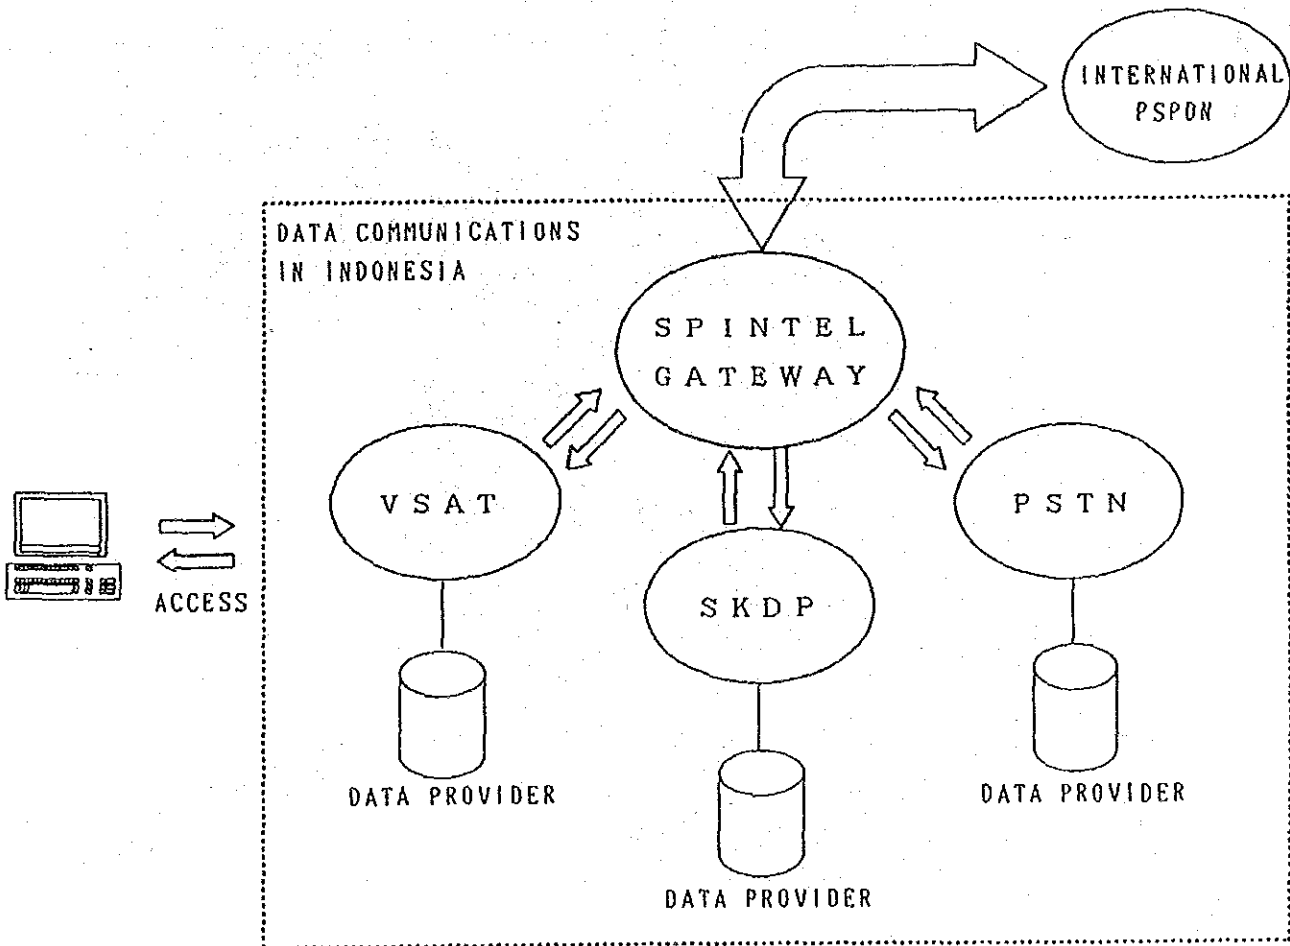 INTERNATIONAL
PSPDN
DATA COMMUNICATIONS
IN INDONESIA
SPINTEL
GATEWAY
VSAT
PSTN
ACCESS
SKDP
DATA PROVIDER
DATA PROVIDER
DATA PROVIDER